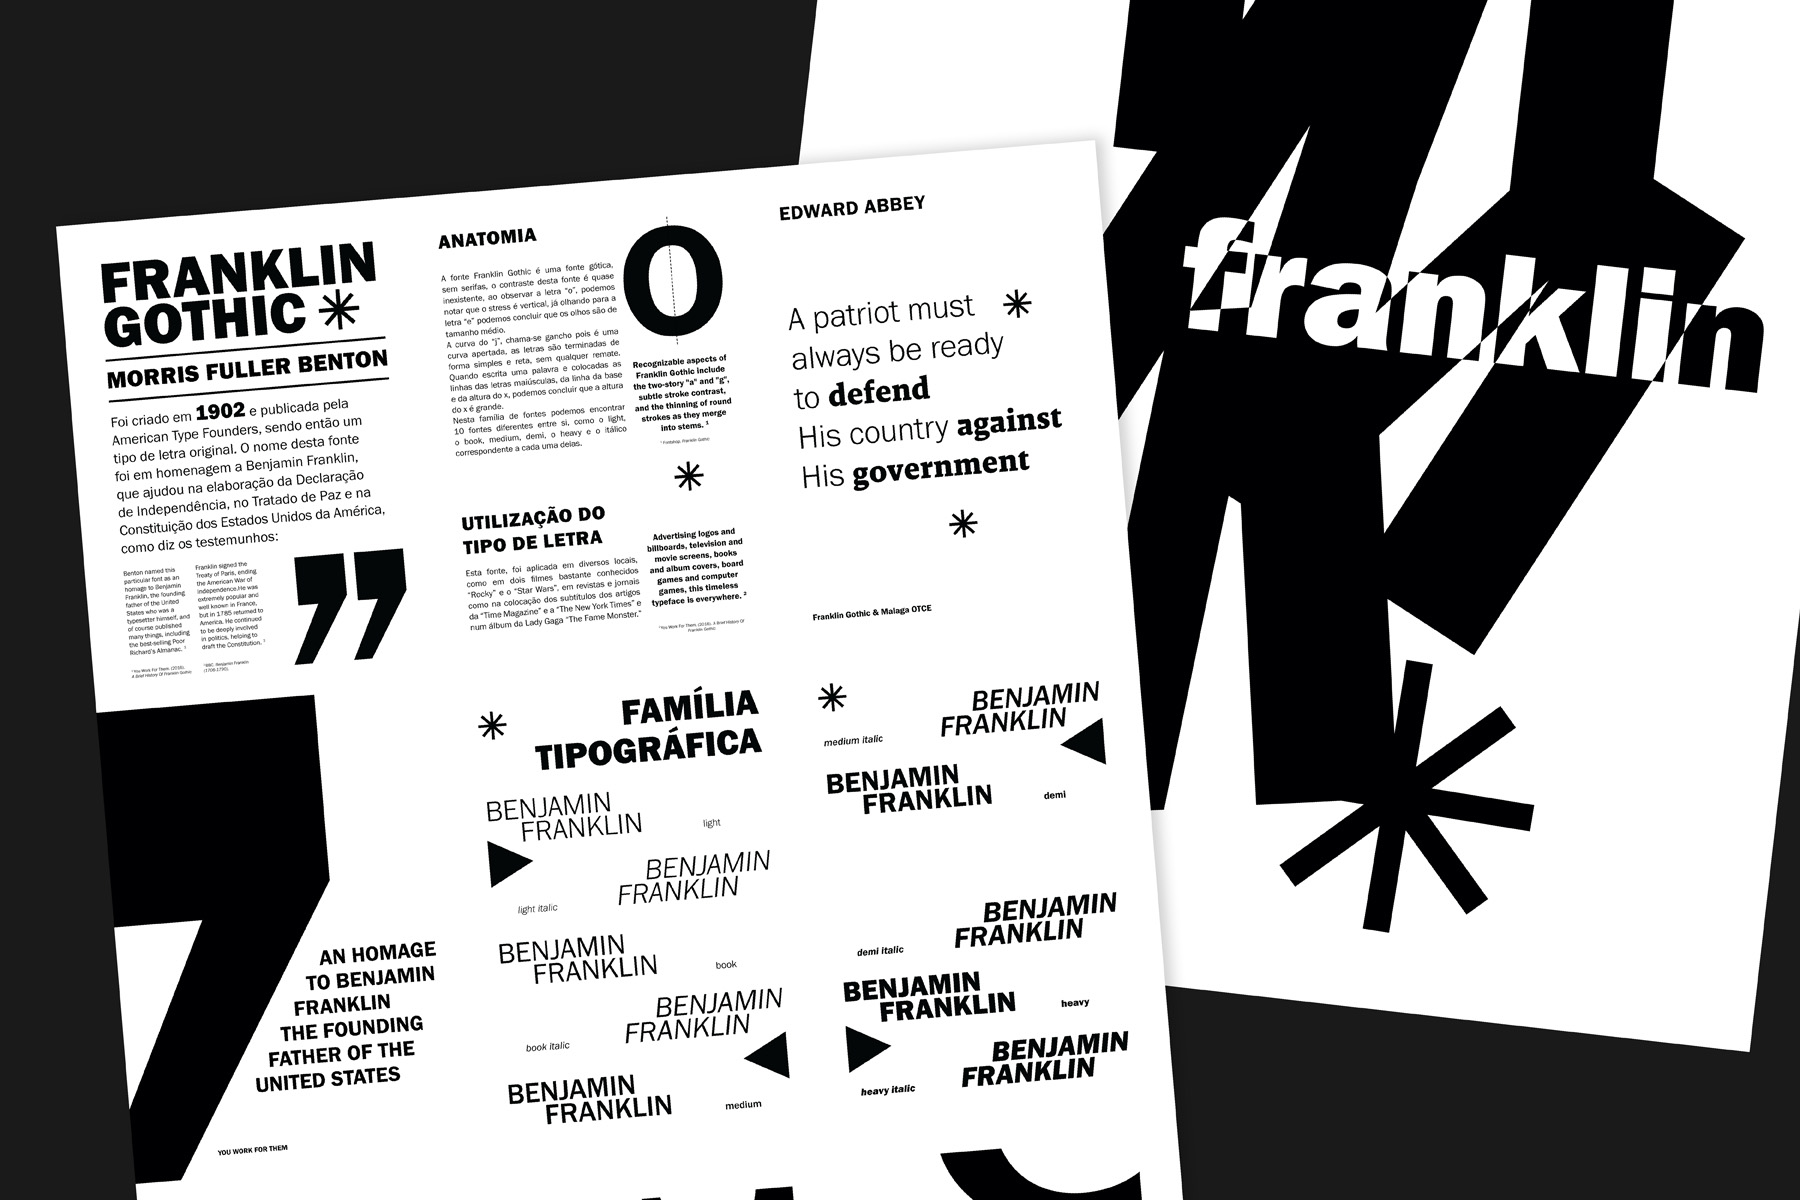 FRANKLIN
GOTHIC
MORRIS FULLER BENTON
Foi criado em 1902 e publicada pela
American Type Founders, sendo então um
tipo de letra original. O nome desta fonte
foi em homenagem a Benjamin Franklin,
que ajudou na elaboração da Declaração
de Independência, no Tratado de Paz e na
Constituição dos Estados Unidos da América,
como diz os testemunhos:
Benton named this
particular font as an
homage to Benjamin
Franklin, the founding
father of the United
States who was a
typesetter himself, and
of course published
many things, including
the best-selling Poor
Richard's Almanac. ¹
¹ You Work For Them. (2016).
A Brief History Of Franklin Gothic
Franklin signed the
Treaty of Paris, ending
the American War of
Independence.He was
extremely popular and
well known in France,
but in 1785 returned to
America. He continued
to be deeply involved
in politics, helping to
draft the Constitution. ²
²BBC. Benjamin Franklin
(1706-1790).
”
ANATOMIA
A fonte Franklin Gothic é uma fonte gótica,
sem serifas, o contraste desta fonte é quase
inexistente, ao observar a letra “o”, podemos
notar que o stress é vertical, já olhando para a
letra “e” podemos concluir que os olhos são de
tamanho médio.
A curva do “j”, chama-se gancho pois é uma
curva apertada, as letras são terminadas de
forma simples e reta, sem qualquer remate.
Quando escrita uma palavra e colocadas as
linhas das letras maiúsculas, da linha da base
e da altura do x, podemos concluir que a altura
do x é grande.
Nesta família de fontes podemos encontrar
10 fontes diferentes entre si, como o light,
o book, medium, demi, o heavy e o itálico
correspondente a cada uma delas.
O
Recognizable aspects of
Franklin Gothic include
the two-story "a" and "g",
subtle stroke contrast,
and the thinning of round
strokes as they merge
into stems. ¹
¹ Fontshop. Franklin Gothic
UTILIZAÇÃO DO
TIPO DE LETRA
Esta fonte, foi aplicada em diversos locais,
como em dois filmes bastante conhecidos
“Rocky” e o “Star Wars”, em revistas e jornais
como na colocação dos subtítulos dos artigos
da “Time Magazine” e a “The New York Times” e
num álbum da Lady Gaga “The Fame Monster.”
Advertising logos and
billboards, television and
movie screens, books
and album covers, board
games and computer
games, this timeless
typeface is everywhere. ²
²You Work For Them. (2016). A Brief History Of
Franklin Gothic
EDWARD ABBEY
A patriot must
always be ready
to defend
His country against
His government
Franklin Gothic & Malaga OTCE
AN HOMAGE
TO BENJAMIN
FRANKLIN
THE FOUNDING
FATHER OF THE
UNITED STATES
YOU WORK FOR THEM
FAMÍLIA
TIPOGRÁFICA
BENJAMIN
FRANKLIN
light
BENJAMIN
FRANKLIN
light italic
BENJAMIN
FRANKLIN
book
BENJAMIN
FRANKLIN
book italic
BENJAMIN
FRANKLIN
medium
BENJAMIN
FRANKLIN
medium italic
BENJAMIN
FRANKLIN
demi
BENJAMIN
FRANKLIN
demi italic
BENJAMIN
FRANKLIN
heavy
BENJAMIN
FRANKLIN
heavy italic
franklin